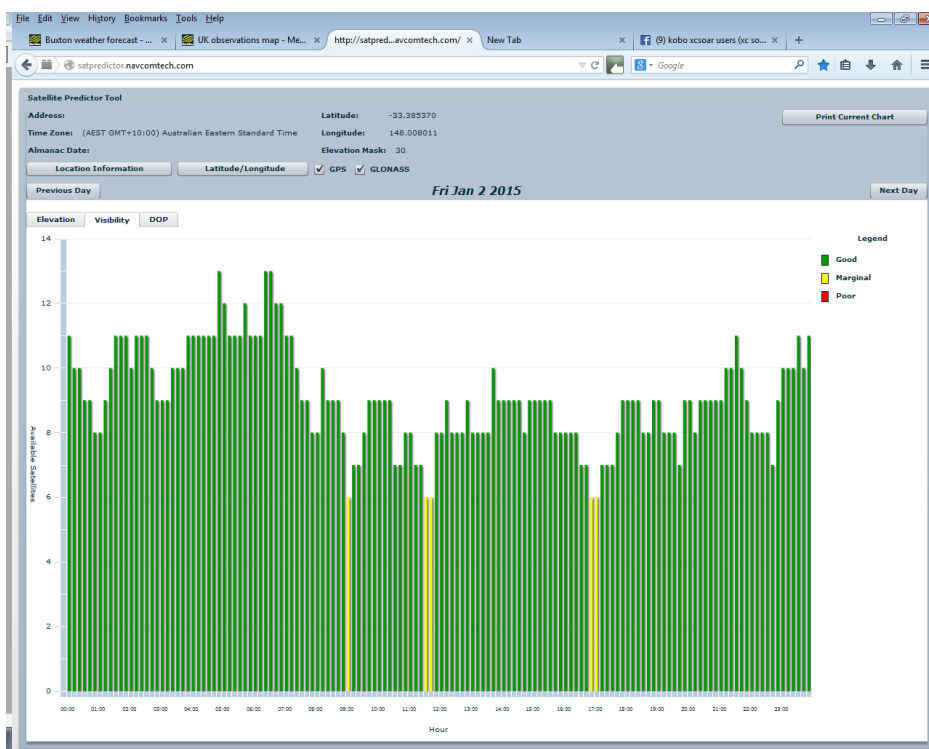 File Edit View History Bookmarks Tools Help
Buxton weather forecast - ... × UK observations map - Me... × http://satpred...avcomtech.com/ × New Tab × (9) kobo xcsoar users (xc so... × +
satpredictor.navcomtech.com Google
Satellite Predictor Tool
Address: Latitude: -33.385370 Print Current Chart
Time Zone: (AEST GMT+10:00) Australian Eastern Standard Time Longitude: 148.008011
Almanac Date: Elevation Mask: 30
Location Information Latitude/Longitude GPS GLONASS
Previous Day Fri Jan 2 2015 Next Day
Elevation Visibility DOP
Legend
Good
Marginal
Poor
Available Satellites
14
12
10
8
6
4
2
0
00:00 01:00 02:00 03:00 04:00 05:00 06:00 07:00 08:00 09:00 10:00 11:00 12:00 13:00 14:00 15:00 16:00 17:00 18:00 19:00 20:00 21:00 22:00 23:00
Hour